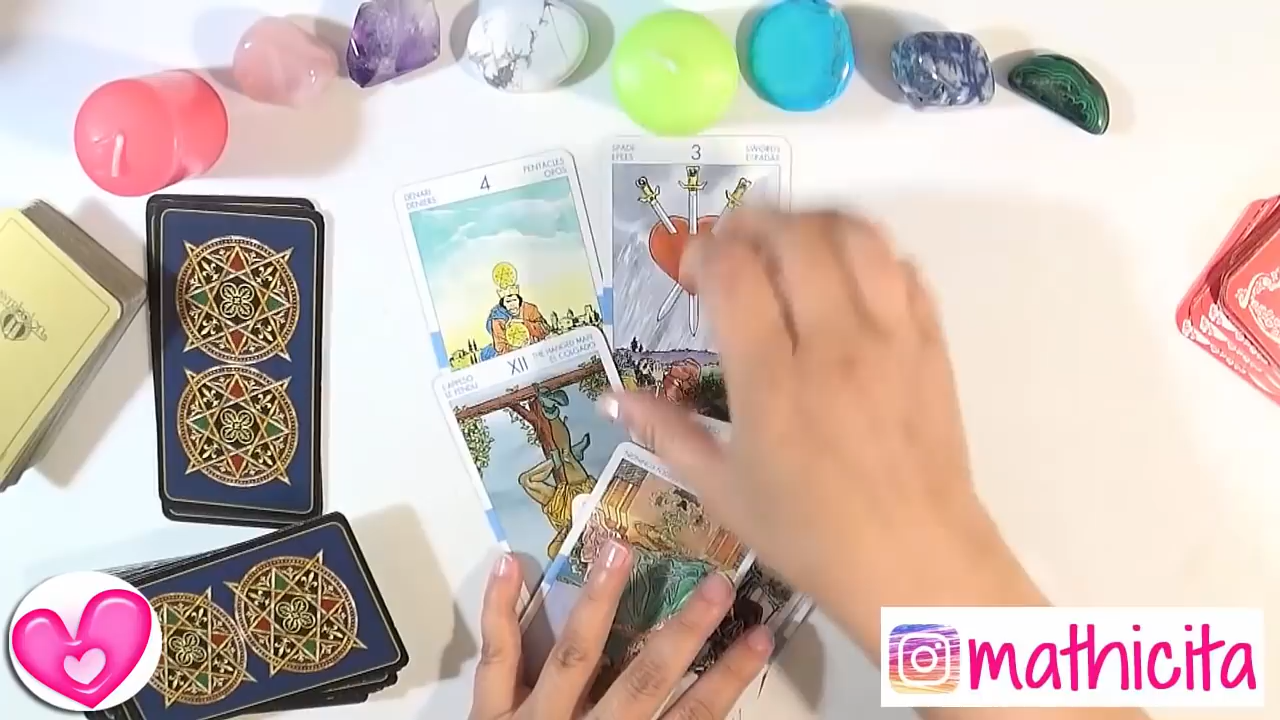 4
DENARI
DENIERS
PENTACLES
OROS
3
SPADE
EPEES
SWORDS
ESPADAS
XII
THE HANGED MAN
EL COLGADO
L'APPESO
LE PENDU
mathicita